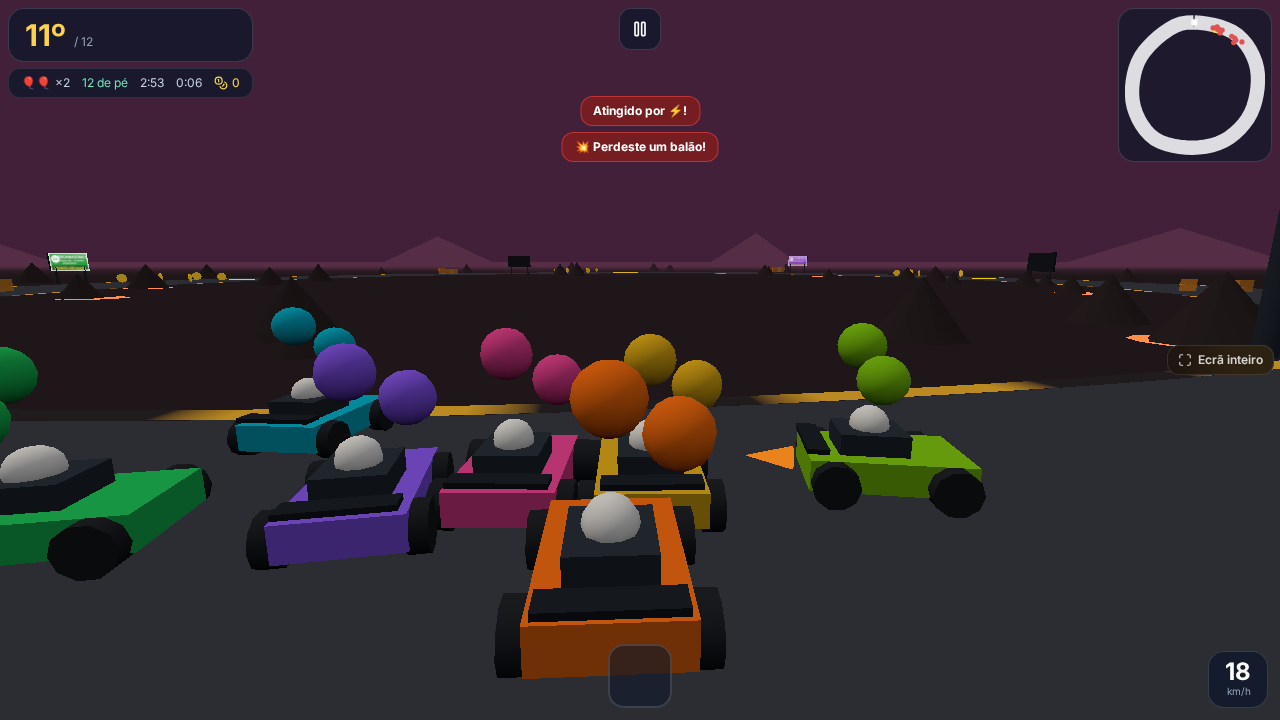 11º / 12
×2 12 de pé 2:53 0:06 0
Atingido por ⚡!
💥 Perdeste um balão!
Ecrã inteiro
18
km/h